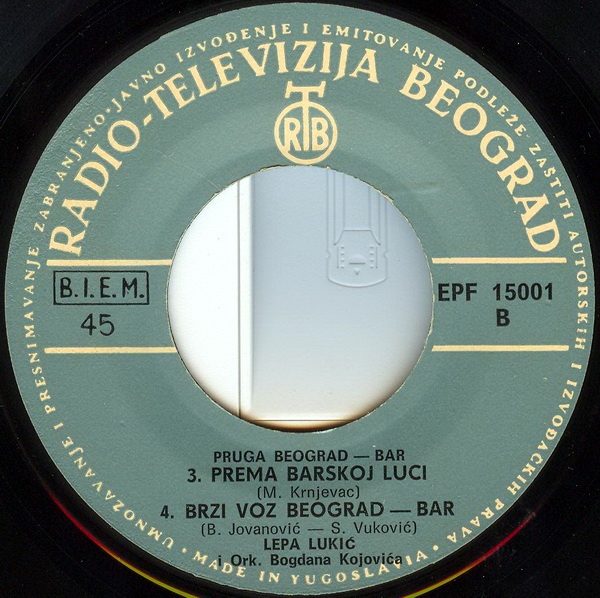 UMNOŽAVANJE I PRESNIMAVANJE ZABRANJENO·JAVNO IZVOĐENJE I EMITOVANJE PODLEŽE ZAŠTITI AUTORSKIH I IZVOĐAČKIH PRAVA·
RADIO-TELEVIZIJA BEOGRAD
RTB
B.I.E.M.
45
EPF 15001
B
PRUGA BEOGRAD — BAR
3. PREMA BARSKOJ LUCI
(M. Krnjevac)
4. BRZI VOZ BEOGRAD — BAR
(B. Jovanović — S. Vuković)
LEPA LUKIĆ
i Ork. Bogdana Kojovića
·MADE IN YUGOSLAVIA·